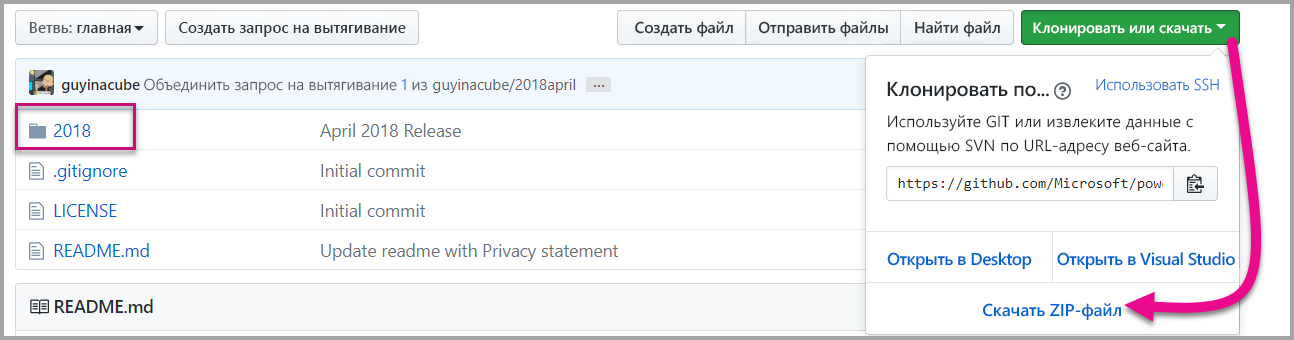 Ветвь: главная
Создать запрос на вытягивание
Создать файл
Отправить файлы
Найти файл
Клонировать или скачать
guyinacube Объединить запрос на вытягивание 1 из guyinacube/2018april ...
2018 April 2018 Release
.gitignore Initial commit
LICENSE Initial commit
README.md Update readme with Privacy statement
README.md
Клонировать по... ? Использовать SSH
Используйте GIT или извлеките данные с
помощью SVN по URL-адресу веб-сайта.
https://github.com/Microsoft/pow
Открыть в Desktop
Открыть в Visual Studio
Скачать ZIP-файл